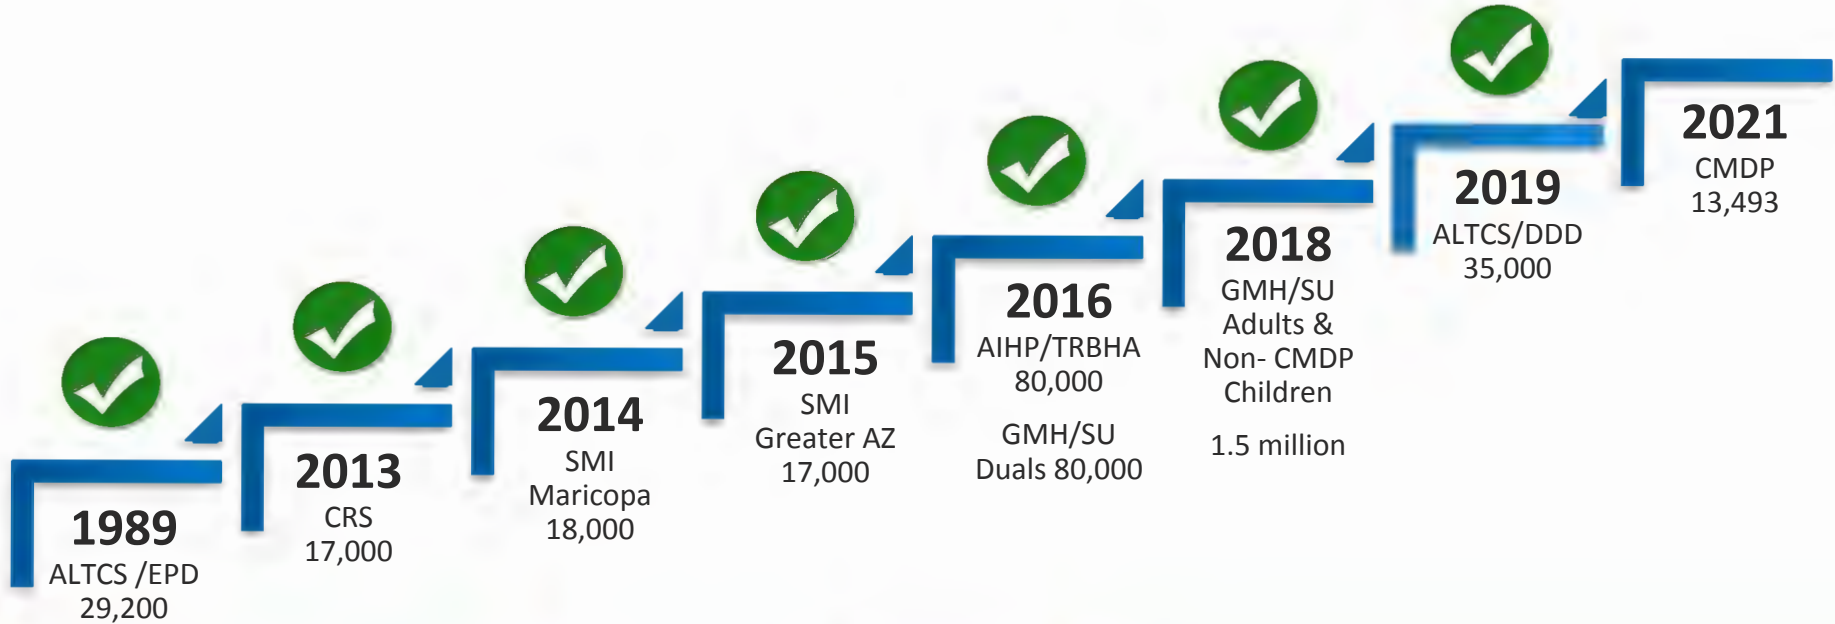 1989
ALTCS /EPD
29,200
2013
CRS
17,000
2014
SMI
Maricopa
18,000
2015
SMI
Greater AZ
17,000
2016
AIHP/TRBHA
80,000
GMH/SU
Duals 80,000
2018
GMH/SU
Adults &
Non- CMDP
Children
1.5 million
2019
ALTCS/DDD
35,000
2021
CMDP
13,493